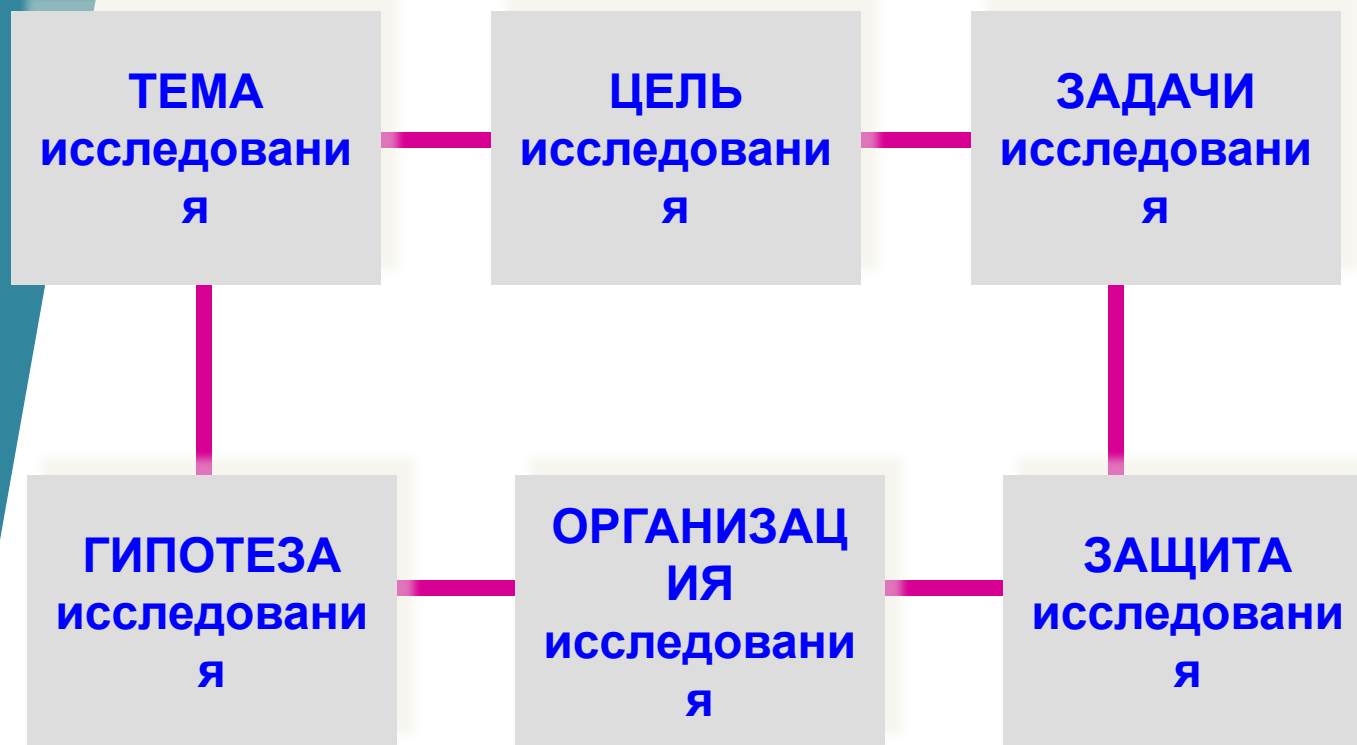 ТЕМА
исследовани
я
ЦЕЛЬ
исследовани
я
ЗАДАЧИ
исследовани
я
ГИПОТЕЗА
исследовани
я
ОРГАНИЗАЦ
ИЯ
исследовани
я
ЗАЩИТА
исследовани
я